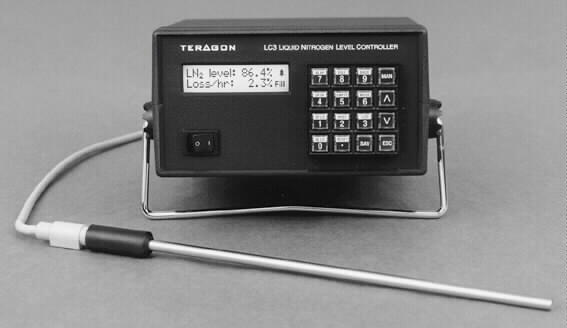 TERAGON LC3 LIQUID NITROGEN LEVEL CONTROLLER
LN₂ level: 86.4%
Loss/hr: 2.3% Fill
7 8 9 MAN
4 5 6 ∧
1 2 3 ∨
0 . SAV ESC
O I